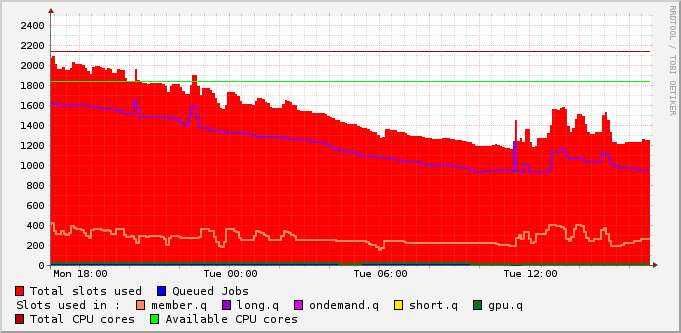 RRDTOOL / TOBI OETIKER
2400
2200
2000
1800
1600
1400
1200
1000
800
600
400
200
0
Mon 18:00 Tue 00:00 Tue 06:00 Tue 12:00
Total slots used Queued Jobs
Slots used in : member.q long.q ondemand.q short.q gpu.q
Total CPU cores Available CPU cores